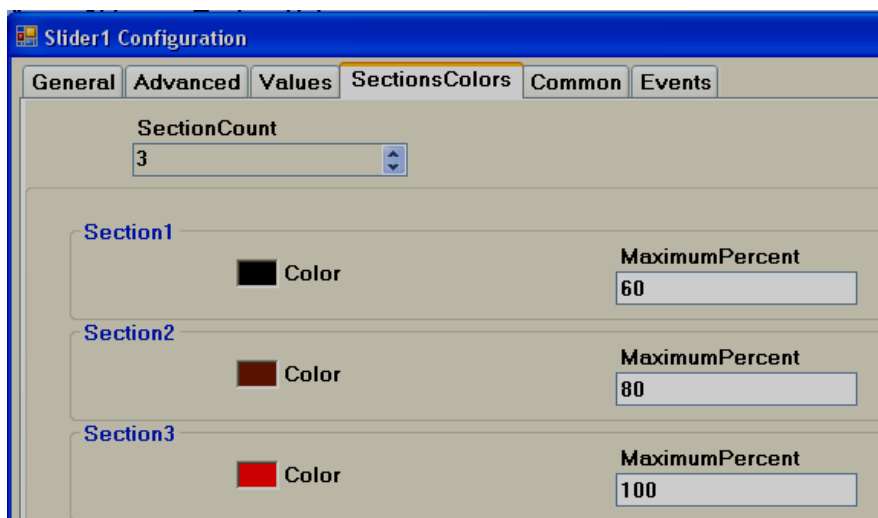 Slider1 Configuration
General Advanced Values SectionsColors Common Events
SectionCount
3
Section1
Color
MaximumPercent
60
Section2
Color
MaximumPercent
80
Section3
Color
MaximumPercent
100